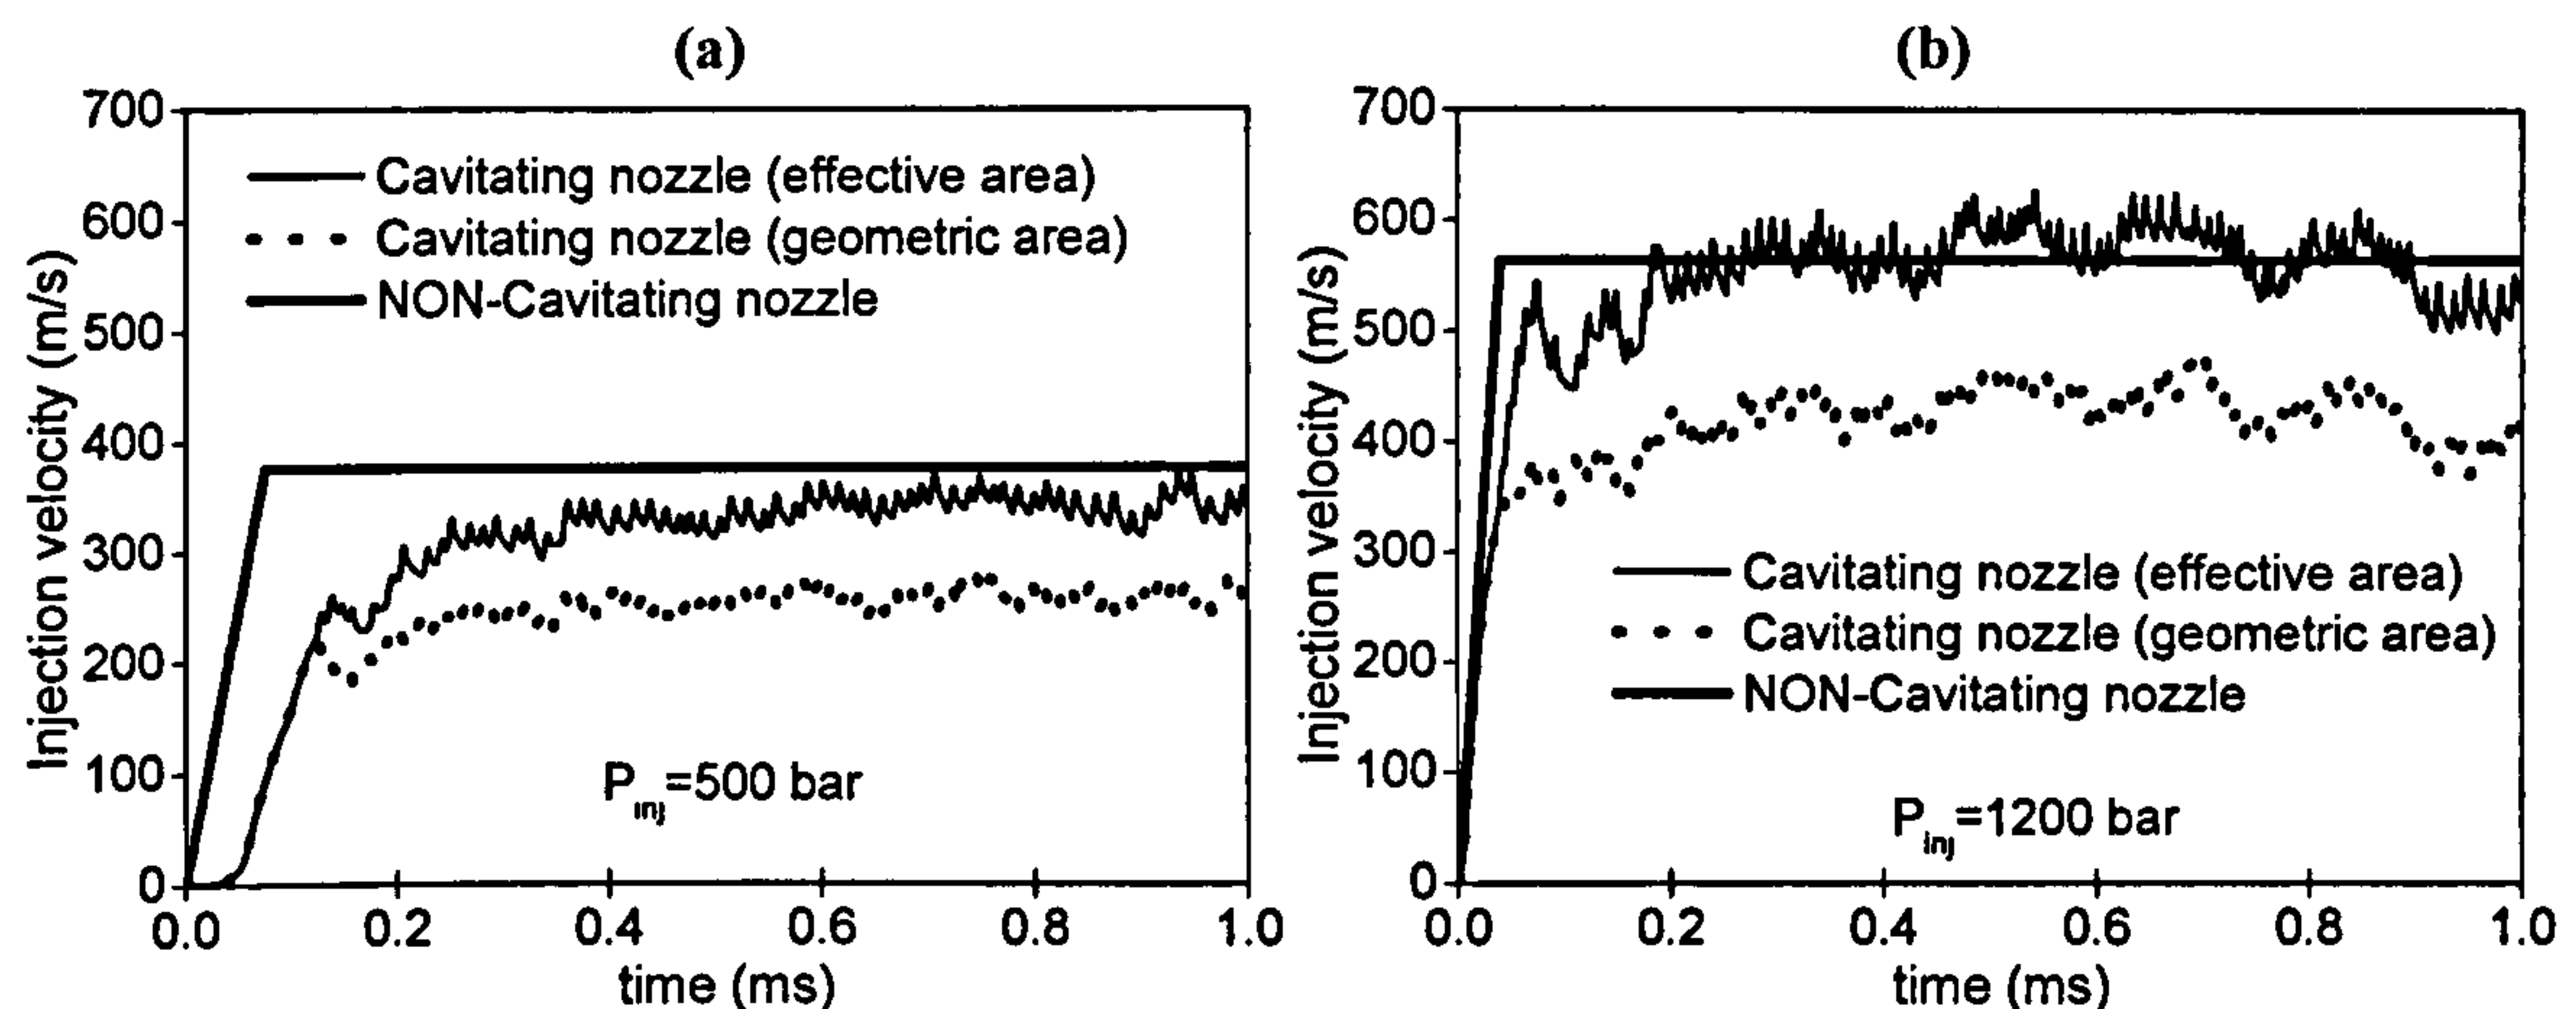 (a)
700
600
500
400
300
200
100
0
Injection velocity (m/s)
Cavitating nozzle (effective area)
Cavitating nozzle (geometric area)
NON-Cavitating nozzle
Pinj=500 bar
0.0 0.2 0.4 0.6 0.8 1.0
time (ms)
(b)
700
600
500
400
300
200
100
0
Injection velocity (m/s)
Cavitating nozzle (effective area)
Cavitating nozzle (geometric area)
NON-Cavitating nozzle
Pinj=1200 bar
0.0 0.2 0.4 0.6 0.8 1.0
time (ms)